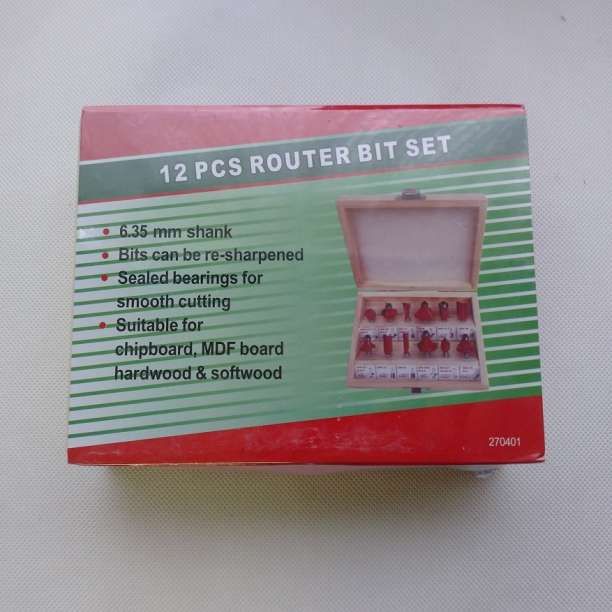 12 PCS ROUTER BIT SET
• 6.35 mm shank
• Bits can be re-sharpened
• Sealed bearings for
smooth cutting
• Suitable for
chipboard, MDF board
hardwood & softwood
270401